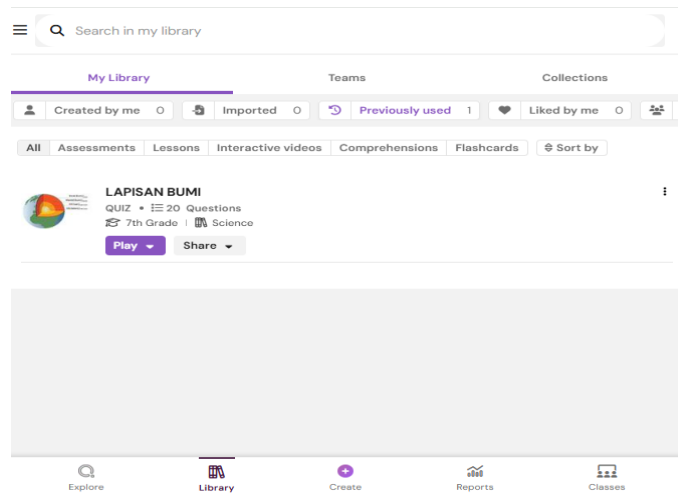 Search in my library
My Library Teams Collections
Created by me 0 Imported 0 Previously used 1 Liked by me 0
All Assessments Lessons Interactive videos Comprehensions Flashcards Sort by
LAPISAN BUMI
QUIZ • 20 Questions
7th Grade | Science
Play Share
Explore Library Create Reports Classes